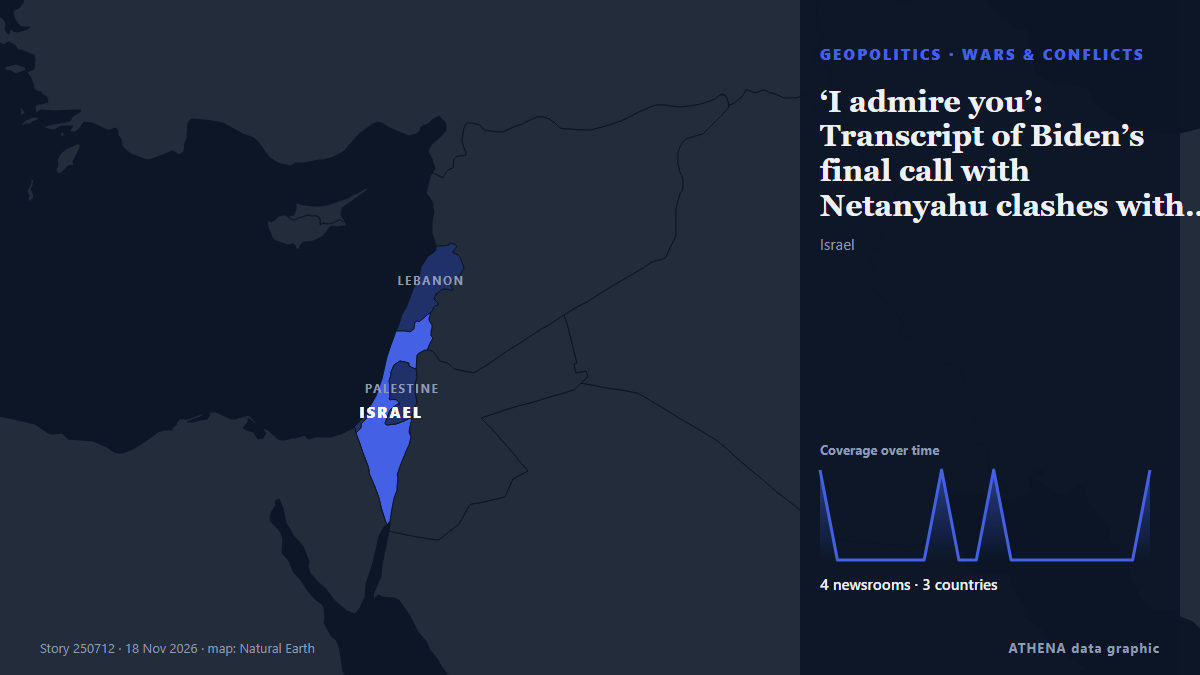 GEOPOLITICS · WARS & CONFLICTS
‘I admire you’:
Transcript of Biden’s
final call with
Netanyahu clashes with..
Israel
LEBANON
PALESTINE
ISRAEL
Coverage over time
4 newsrooms · 3 countries
Story 250712 · 18 Nov 2026 · map: Natural Earth
ATHENA data graphic